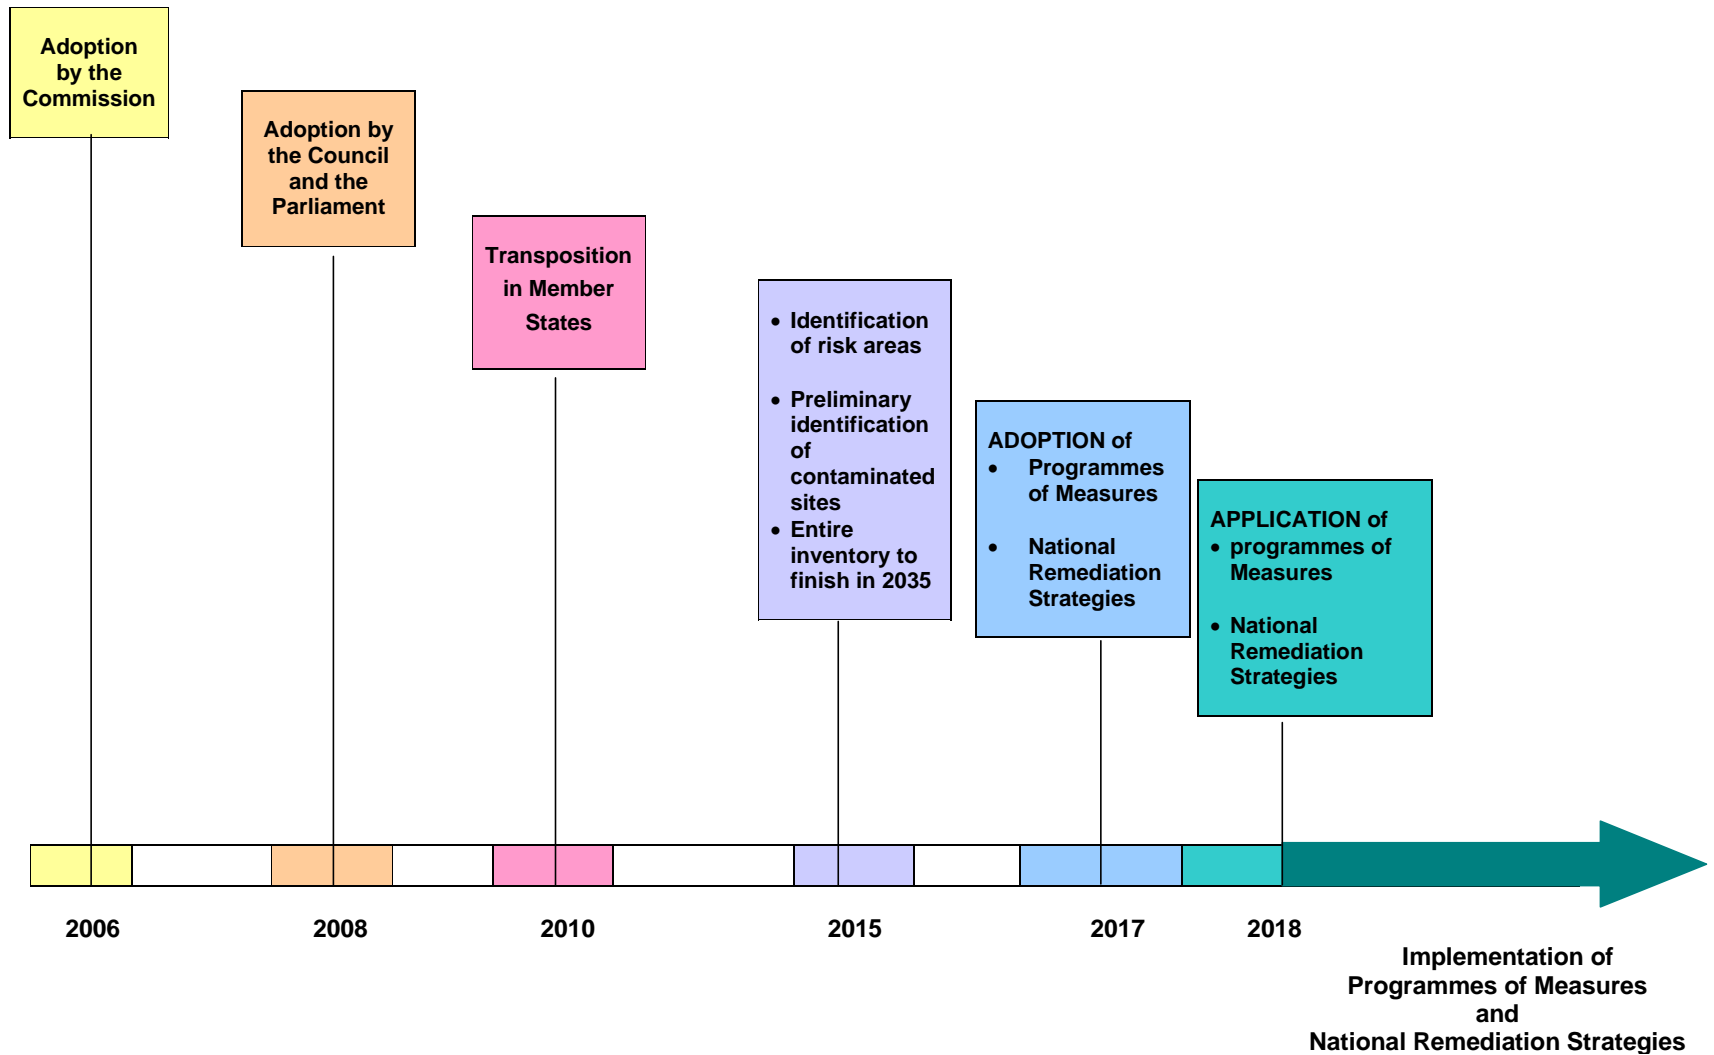 Adoption
by the
Commission
Adoption by
the Council
and the
Parliament
Transposition
in Member
States
• Identification
of risk areas
• Preliminary
identification
of
contaminated
sites
• Entire
inventory to
finish in 2035
ADOPTION of
• Programmes
of Measures
• National
Remediation
Strategies
APPLICATION of
• programmes of
Measures
• National
Remediation
Strategies
2006
2008
2010
2015
2017
2018
Implementation of
Programmes of Measures
and
National Remediation Strategies